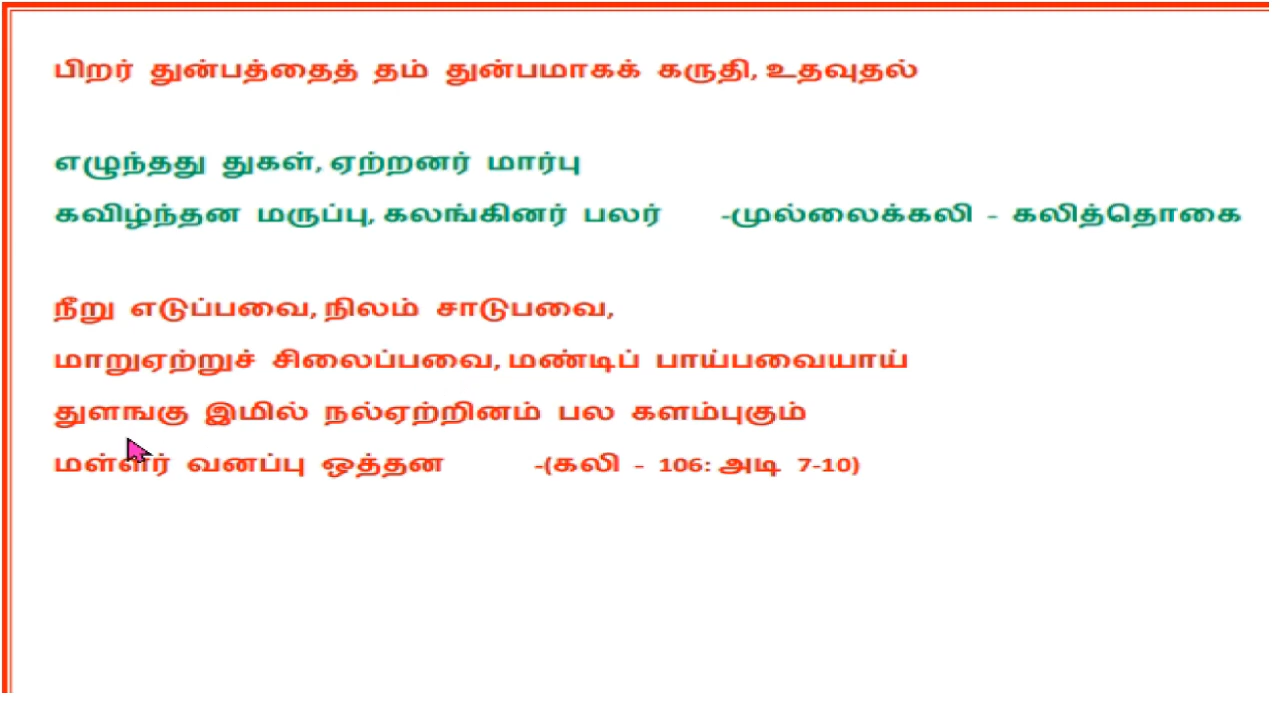 பிறர் துன்பத்தைத் தம் துன்பமாகக் கருதி, உதவுதல்
எழுந்தது துகள், ஏற்றனர் மார்பு
கவிழ்ந்தன மருப்பு, கலங்கினர் பலர் -முல்லைக்கலி - கலித்தொகை
நீறு எடுப்பவை, நிலம் சாடுபவை,
மாறுஏற்றுச் சிலைப்பவை, மண்டிப் பாய்பவையாய்
துளஙகு இமில் நல்ஏற்றினம் பல களம்புகும்
மள்ளர் வனப்பு ஒத்தன -(கலி - 106: அடி 7-10)